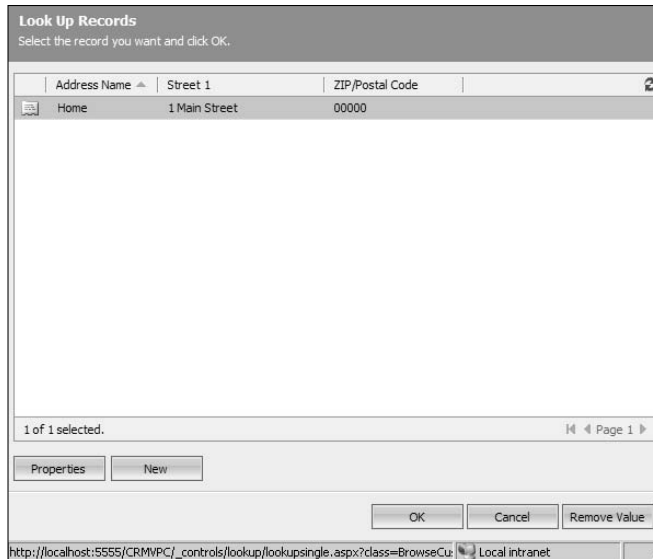 Look Up Records
Select the record you want and click OK.
Address Name Street 1 ZIP/Postal Code
Home 1 Main Street 00000
1 of 1 selected.
Page 1
Properties New
OK Cancel Remove Value
http://localhost:5555/CRMVPC/_controls/lookup/lookupsingle.aspx?class=BrowseCu Local intranet